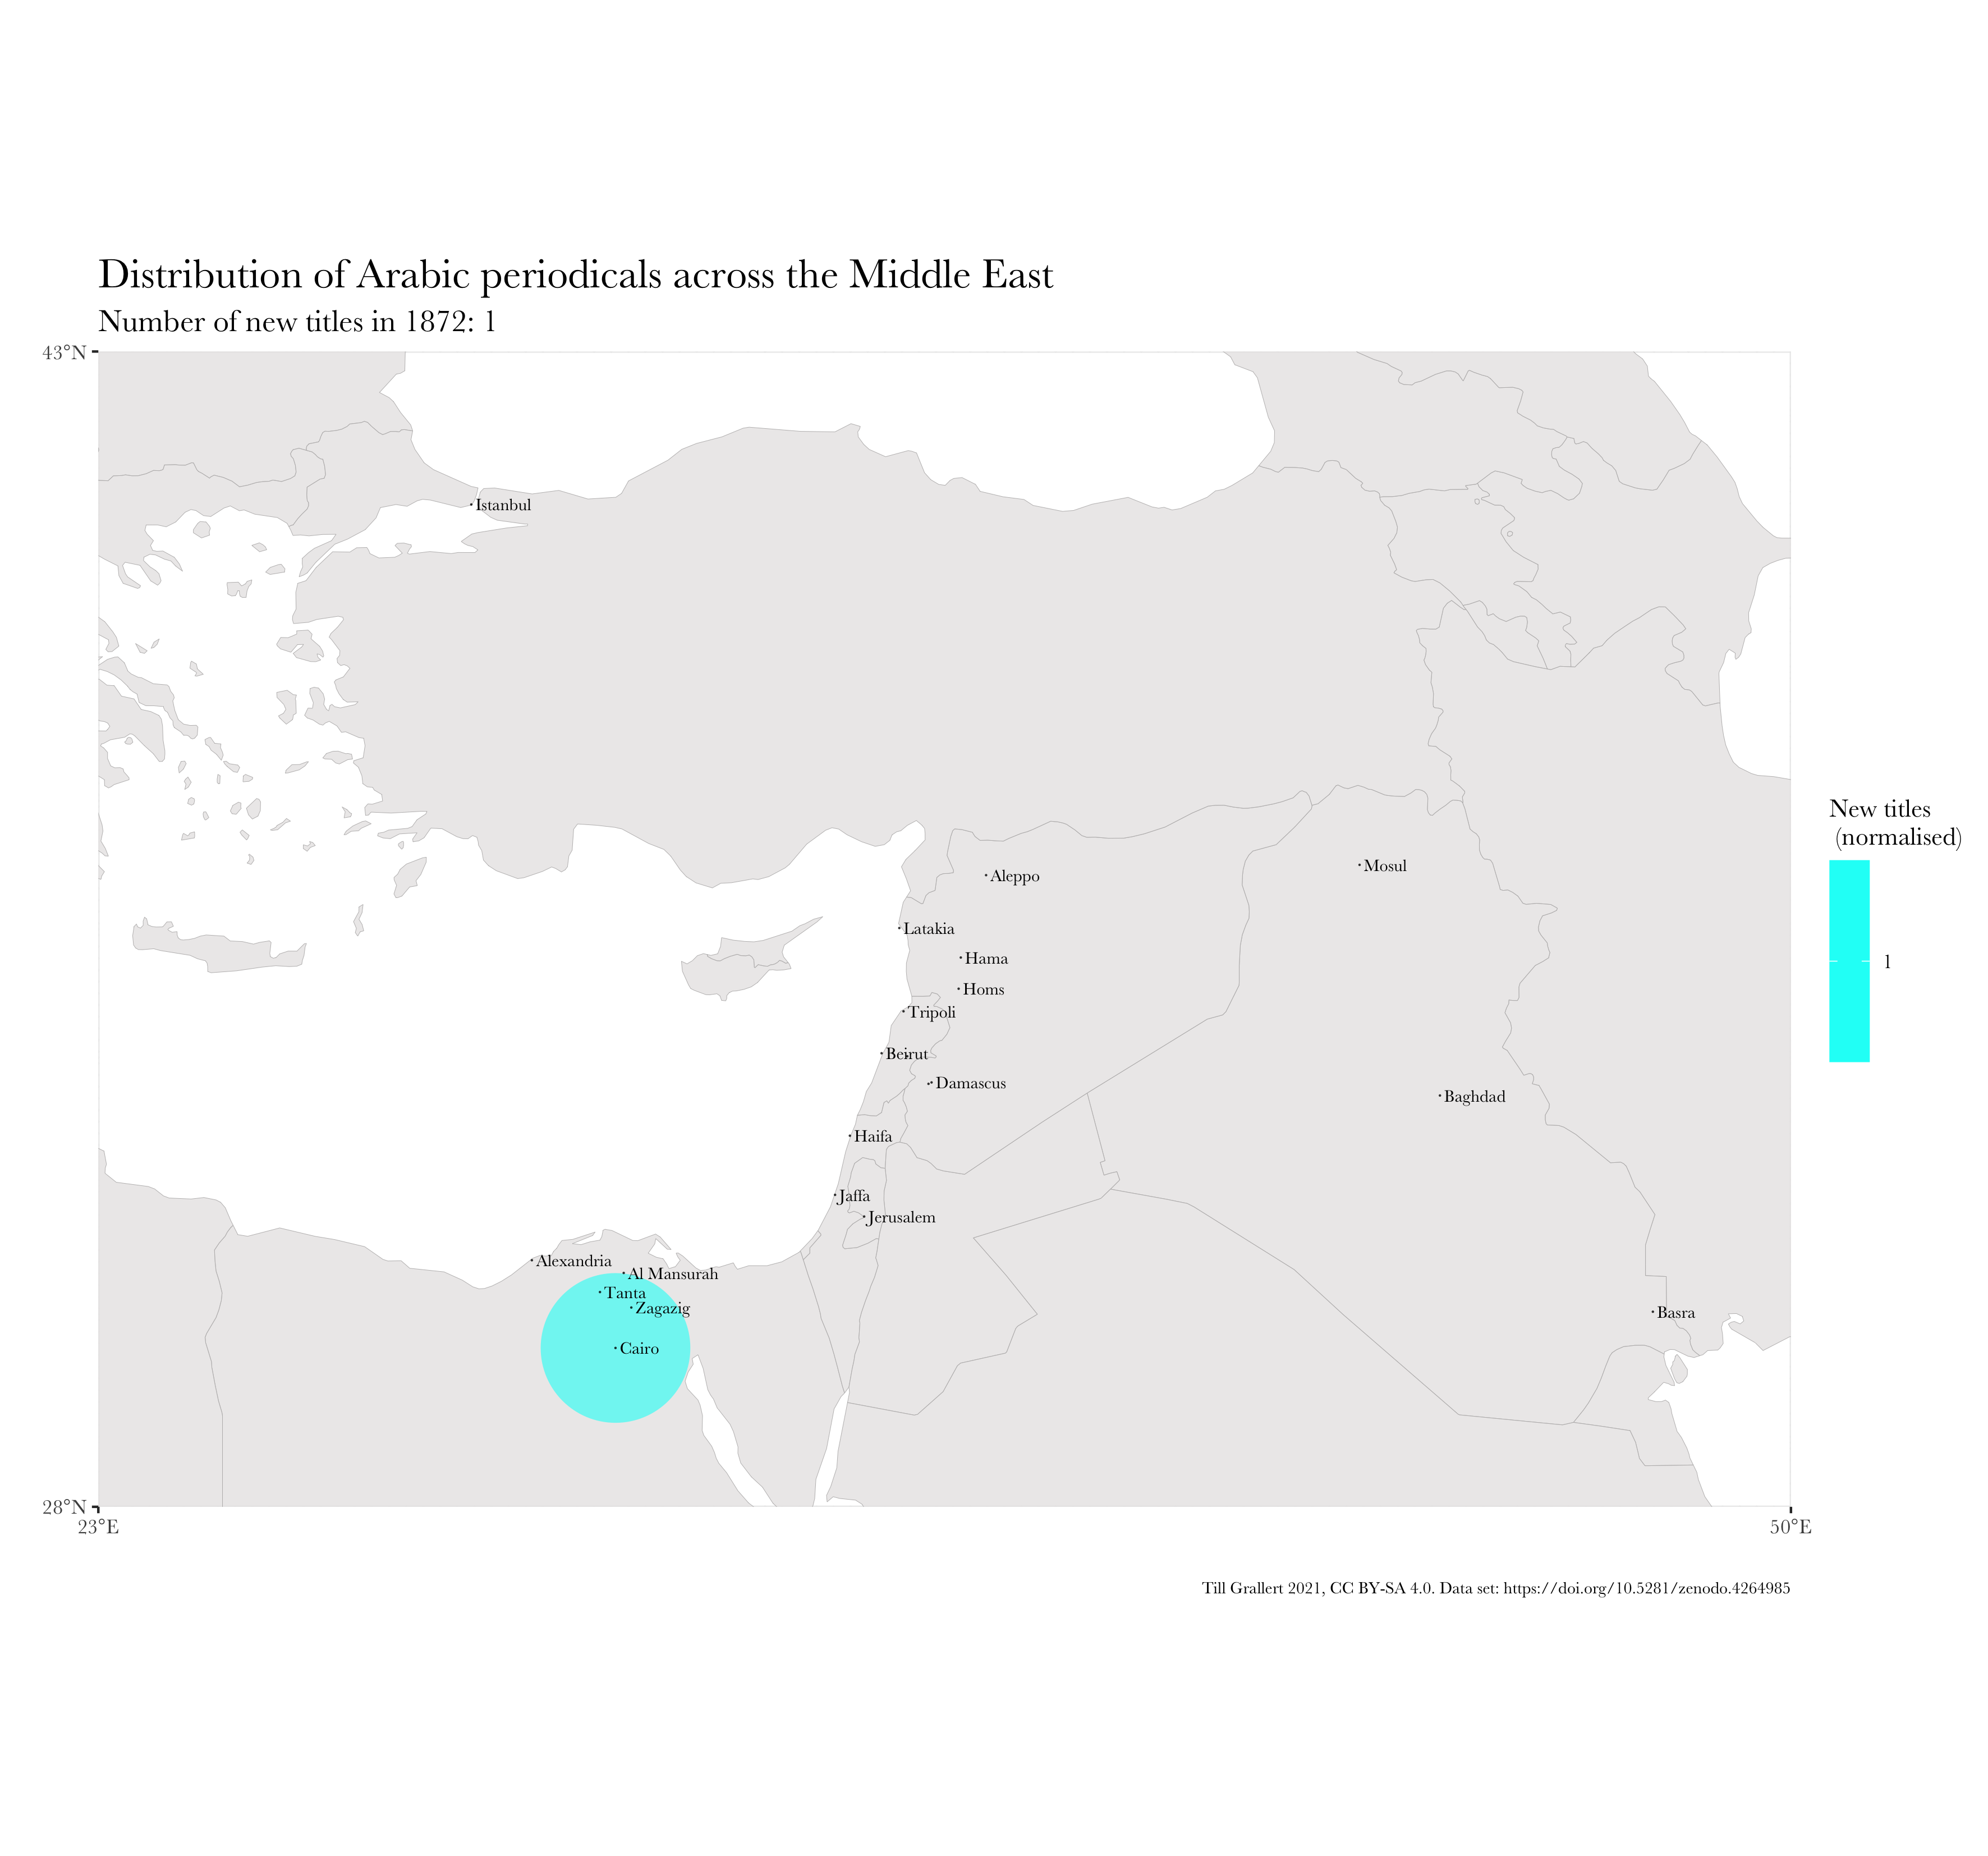 Distribution of Arabic periodicals across the Middle East
Number of new titles in 1872: 1
43°N
Istanbul
New titles
(normalised)
1
Mosul
Aleppo
Latakia
Hama
Homs
Tripoli
Beirut
Damascus
Baghdad
Haifa
Jaffa
Jerusalem
Alexandria
Al Mansurah
Tanta
Zagazig
Basra
Cairo
28°N
23°E
50°E
Till Grallert 2021, CC BY-SA 4.0. Data set: https://doi.org/10.5281/zenodo.4264985